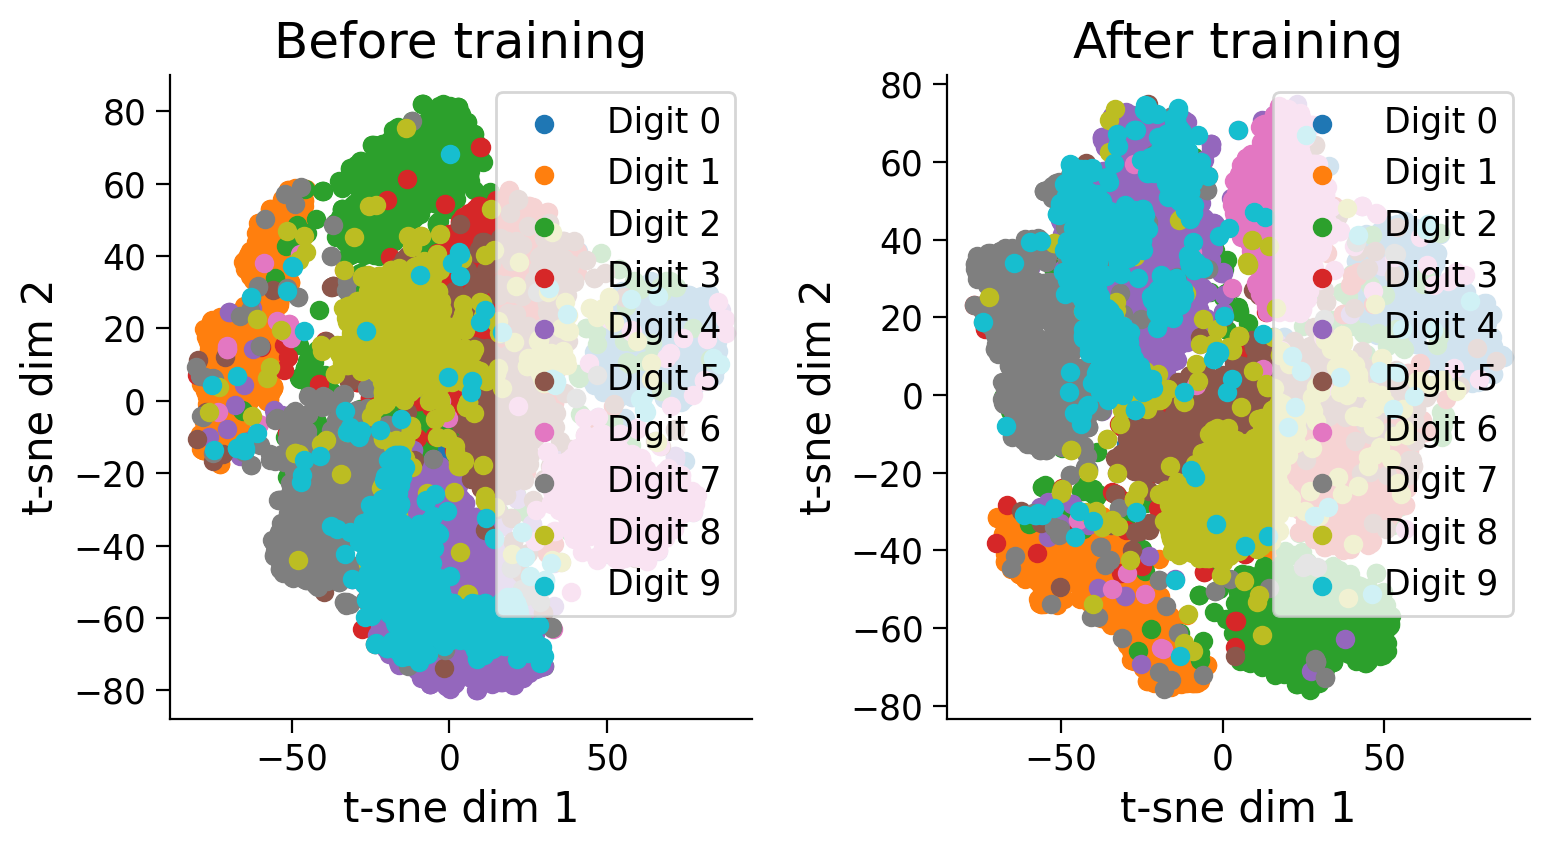 Before training
80
60
40
20
0
−20
−40
−60
−80
t-sne dim 2
−50
0
50
t-sne dim 1
Digit 0
Digit 1
Digit 2
Digit 3
Digit 4
Digit 5
Digit 6
Digit 7
Digit 8
Digit 9
After training
80
60
40
20
0
−20
−40
−60
−80
t-sne dim 2
−50
0
50
t-sne dim 1
Digit 0
Digit 1
Digit 2
Digit 3
Digit 4
Digit 5
Digit 6
Digit 7
Digit 8
Digit 9